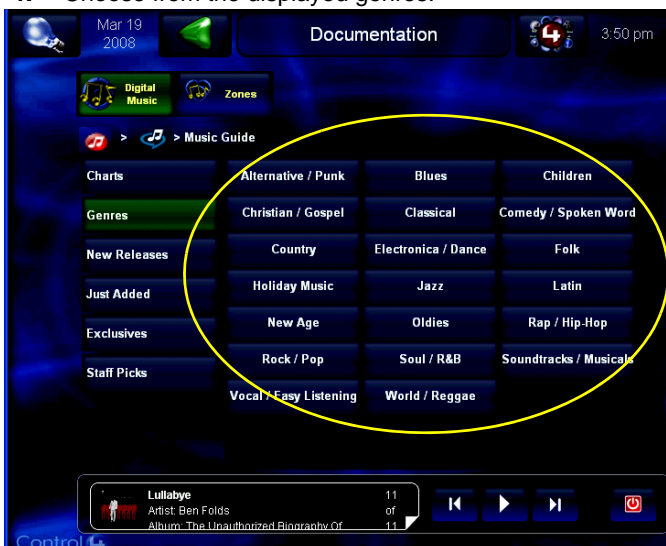 Choose from the displayed genres.
Mar 19
2008
Documentation
4
3:50 pm
Digital
Music
Zones
> > Music Guide
Charts
Alternative / Punk Blues Children
Genres
Christian / Gospel Classical Comedy / Spoken Word
New Releases
Country Electronica / Dance Folk
Just Added
Holiday Music Jazz Latin
Exclusives
New Age Oldies Rap / Hip-Hop
Staff Picks
Rock / Pop Soul / R&B Soundtracks / Musicals
Vocal / Easy Listening World / Reggae
Lullabye
Artist: Ben Folds
Album: The Unauthorized Biography Of
11
of
11
Control4